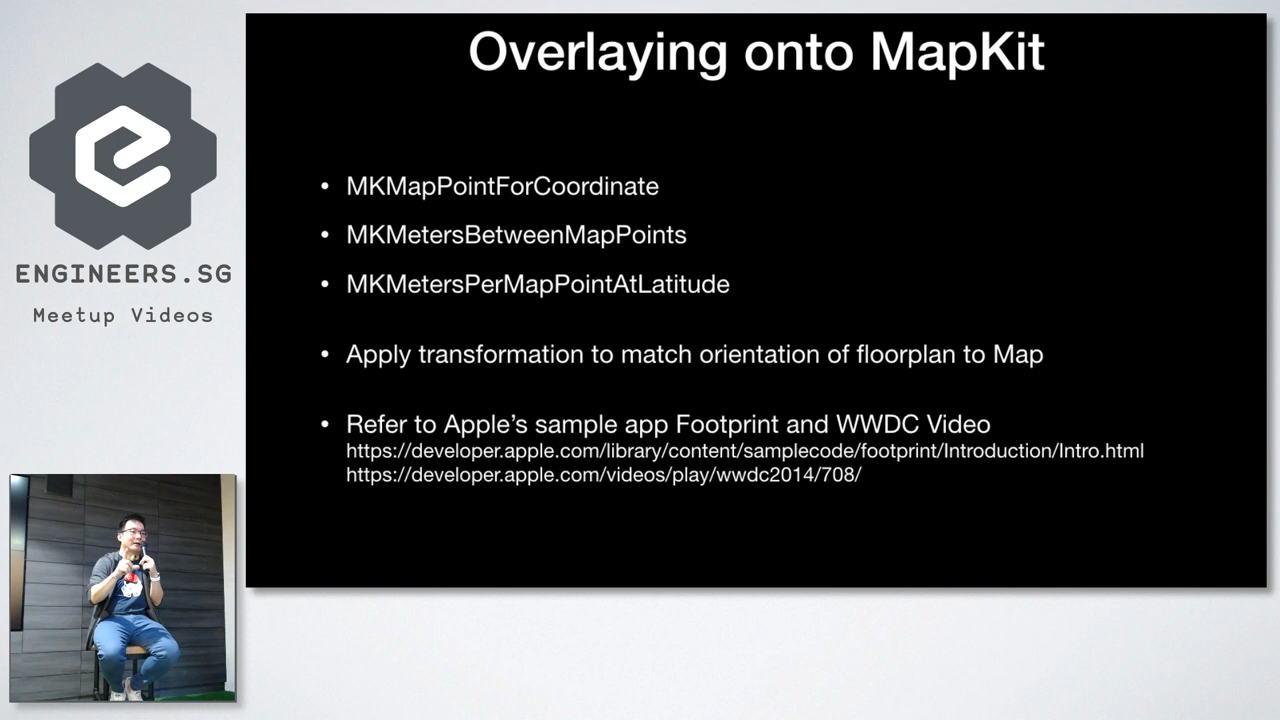 Overlaying onto MapKit
• MKMapPointForCoordinate
• MKMetersBetweenMapPoints
• MKMetersPerMapPointAtLatitude
• Apply transformation to match orientation of floorplan to Map
• Refer to Apple’s sample app Footprint and WWDC Video
https://developer.apple.com/library/content/samplecode/footprint/Introduction/Intro.html
https://developer.apple.com/videos/play/wwdc2014/708/
ENGINEERS.SG
Meetup Videos